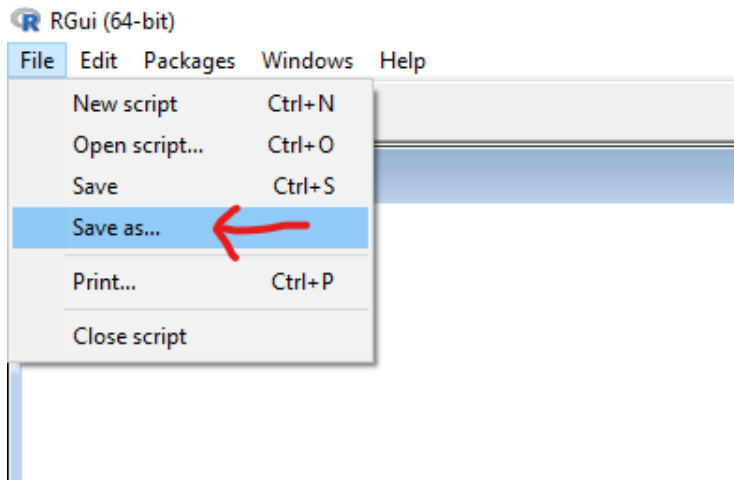 RGui (64-bit)
File Edit Packages Windows Help
New script Ctrl+N
Open script... Ctrl+O
Save Ctrl+S
Save as...
Print... Ctrl+P
Close script